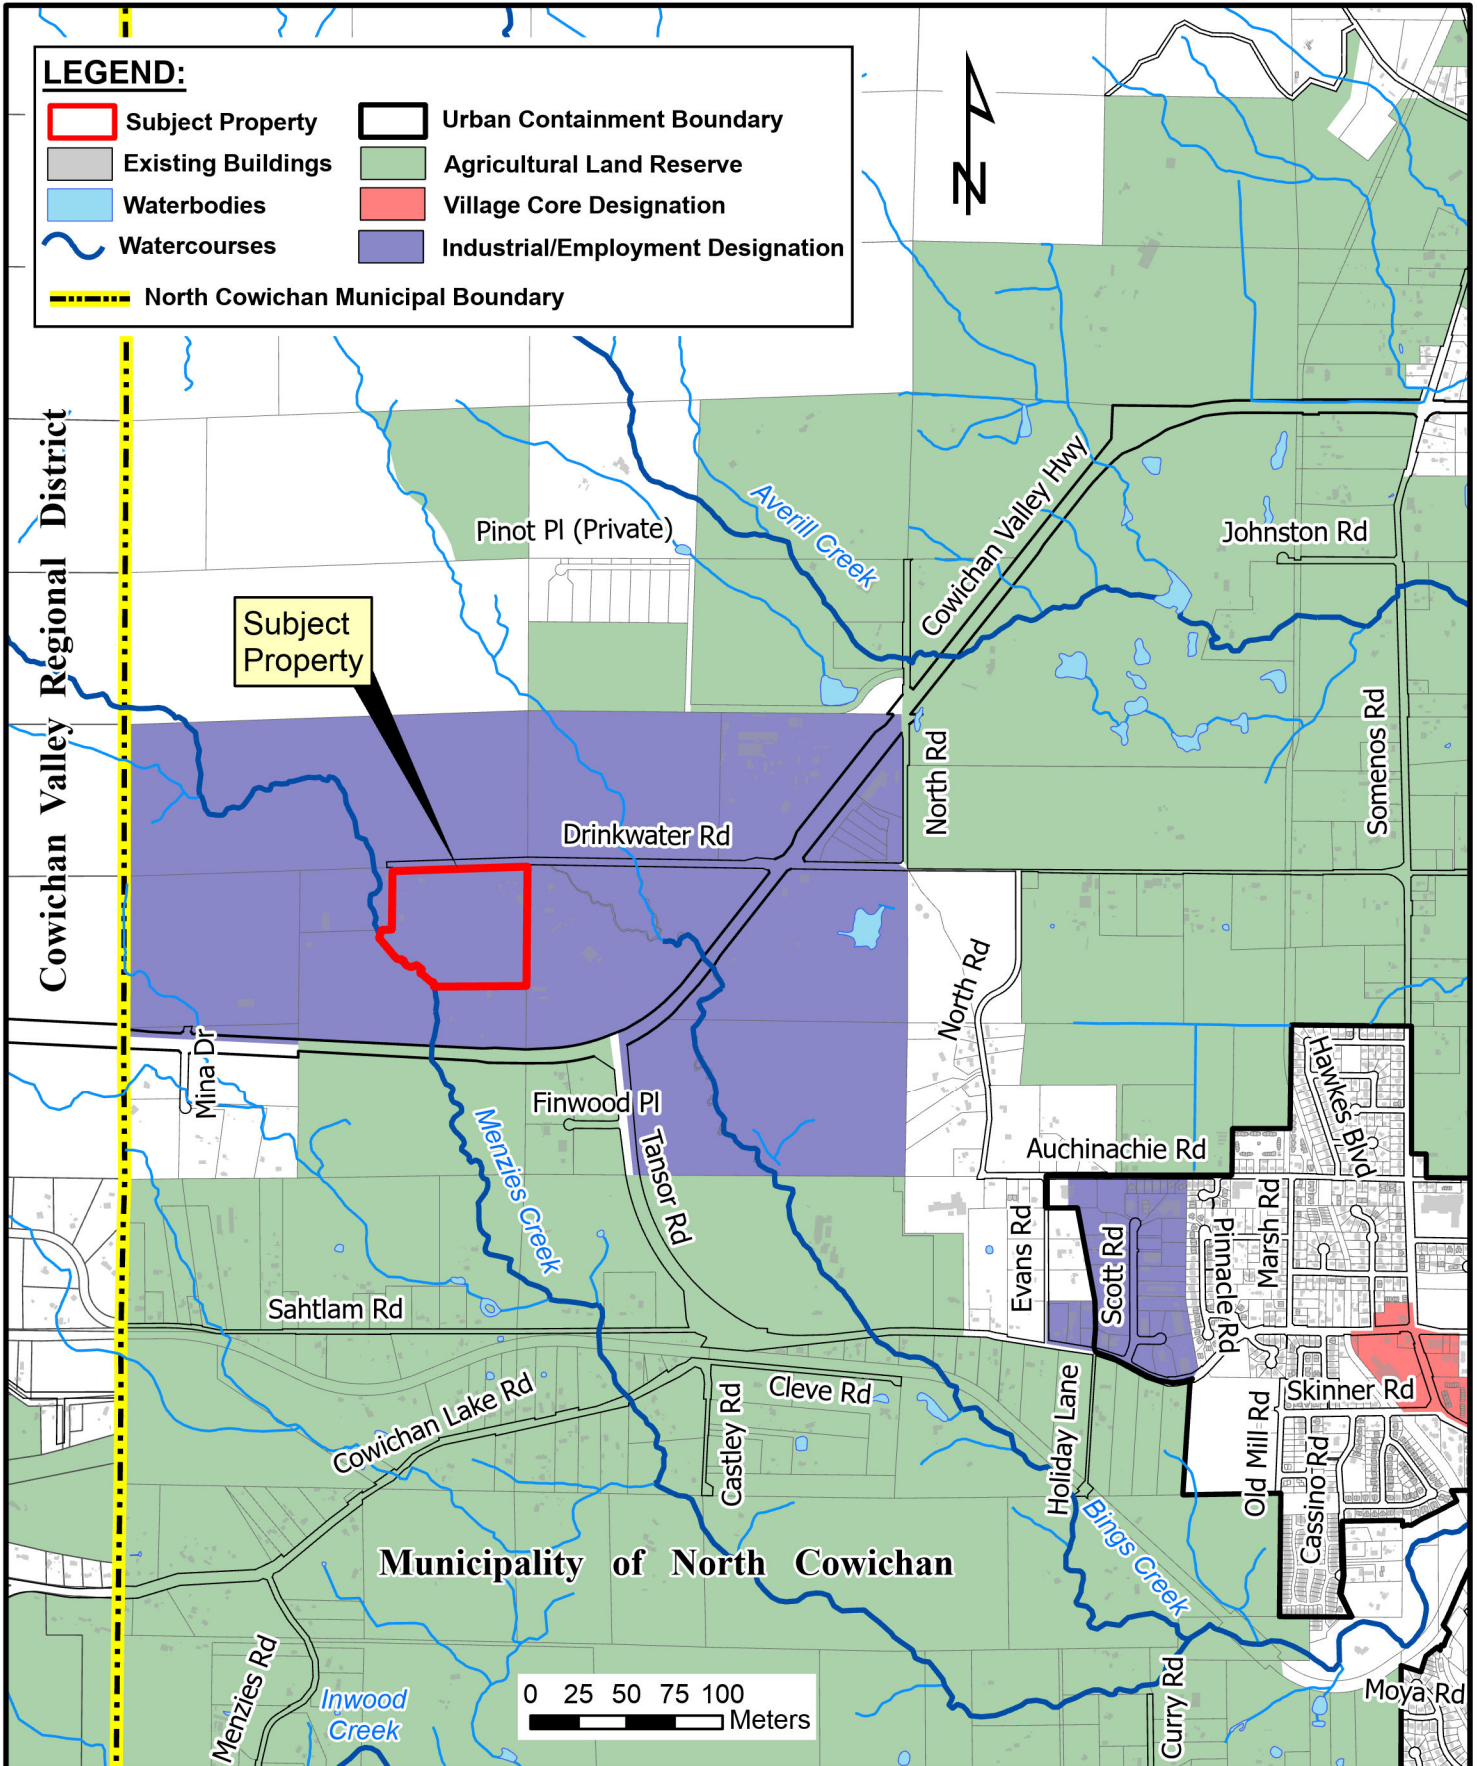 LEGEND:
Subject Property
Urban Containment Boundary
Existing Buildings
Agricultural Land Reserve
Waterbodies
Village Core Designation
Watercourses
Industrial/Employment Designation
North Cowichan Municipal Boundary
N
Cowichan Valley Regional District
Cowichan Valley Hwy
Averill Creek
Pinot Pl (Private)
Johnston Rd
Subject
Property
Somenos Rd
North Rd
Drinkwater Rd
North Rd
Mina Dr
Hawkes Blvd
Finwood Pl
Menzies Creek
Tansor Rd
Auchinachie Rd
Evans Rd
Scott Rd
Pinnacle Rd
Marsh Rd
Sahtlam Rd
Cowichan Lake Rd
Cleve Rd
Castley Rd
Holiday Lane
Skinner Rd
Old Mill Rd
Cassino Rd
Bings Creek
Municipality of North Cowichan
Menzies Rd
Inwood
Creek
0 25 50 75 100
Meters
Curry Rd
Moya Rd